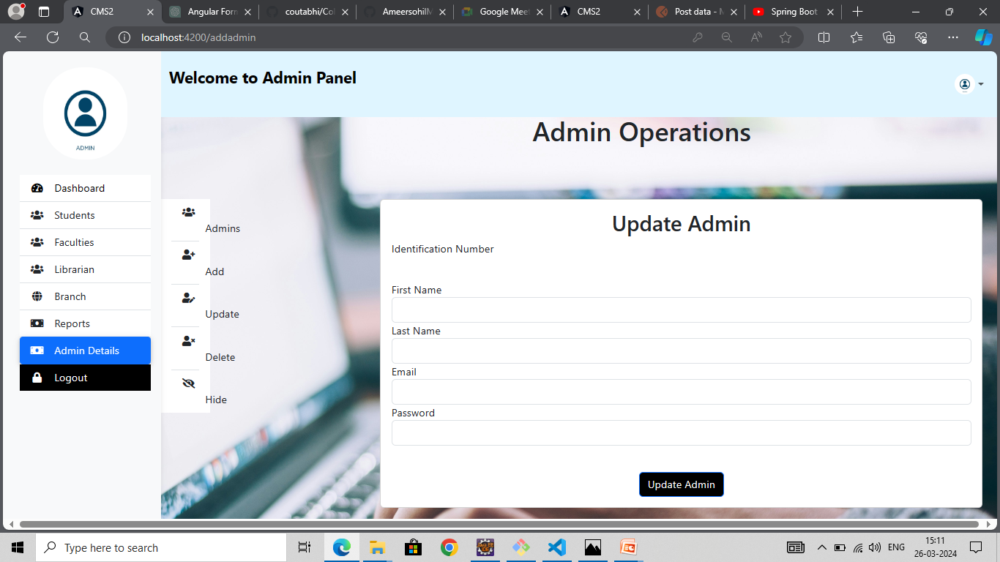 CMS2
Angular Forn
coutabhi/Col
AmeersohilM
Google Meet
CMS2
Post data - M
Spring Boot
localhost:4200/addadmin
Welcome to Admin Panel
ADMIN
Dashboard
Students
Faculties
Librarian
Branch
Reports
Admin Details
Logout
Admin Operations
Admins
Add
Update
Delete
Hide
Update Admin
Identification Number
First Name
Last Name
Email
Password
Update Admin
Type here to search
ENG
15:11
26-03-2024